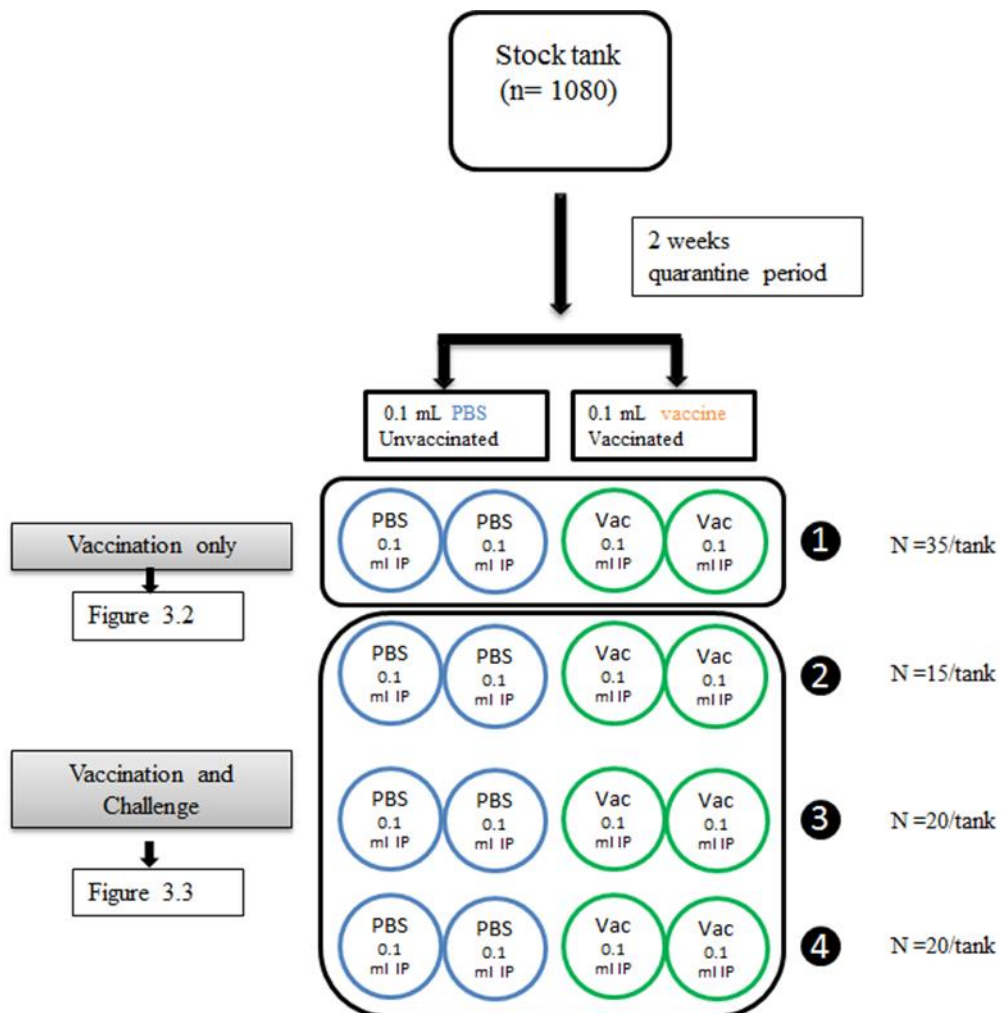 Stock tank
(n= 1080)
2 weeks
quarantine period
0.1 mL PBS
Unvaccinated
0.1 mL vaccine
Vaccinated
Vaccination only
Figure 3.2
PBS
0.1
ml IP
PBS
0.1
ml IP
Vac
0.1
ml IP
Vac
0.1
ml IP
1
N =35/tank
PBS
0.1
ml IP
PBS
0.1
ml IP
Vac
0.1
ml IP
Vac
0.1
ml IP
2
N =15/tank
Vaccination and
Challenge
Figure 3.3
PBS
0.1
ml IP
PBS
0.1
ml IP
Vac
0.1
ml IP
Vac
0.1
ml IP
3
N =20/tank
PBS
0.1
ml IP
PBS
0.1
ml IP
Vac
0.1
ml IP
Vac
0.1
ml IP
4
N =20/tank